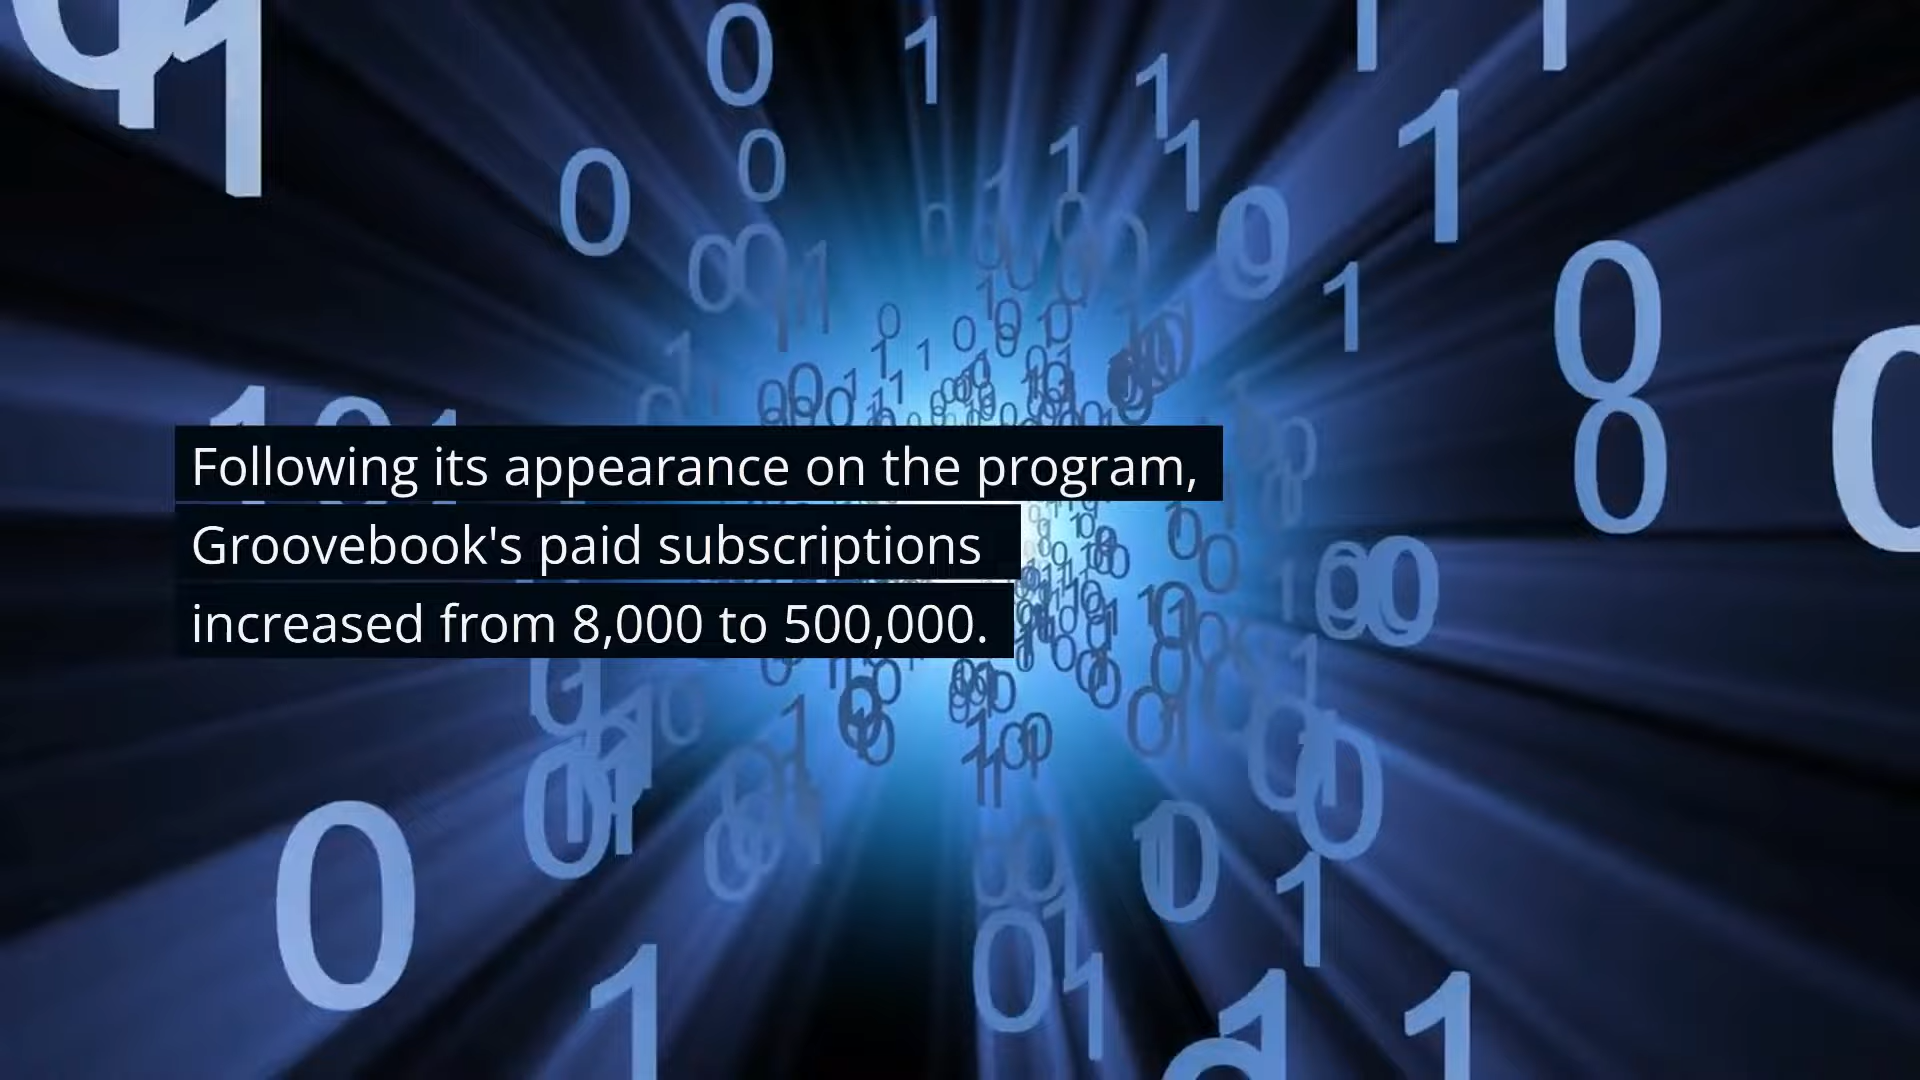 Following its appearance on the program,
Groovebook's paid subscriptions
increased from 8,000 to 500,000.